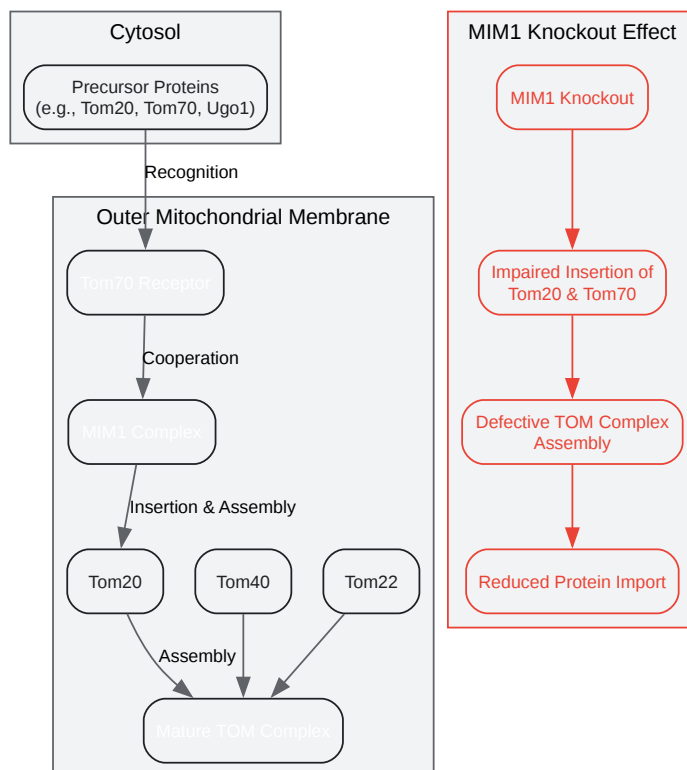 Cytosol
Precursor Proteins
(e.g., Tom20, Tom70, Ugo1)
Recognition
Outer Mitochondrial Membrane
Tom70 Receptor
Cooperation
MIM1 Complex
Insertion & Assembly
Tom20
Tom40
Tom22
Assembly
Mature TOM Complex
MIM1 Knockout Effect
MIM1 Knockout
Impaired Insertion of
Tom20 & Tom70
Defective TOM Complex
Assembly
Reduced Protein Import